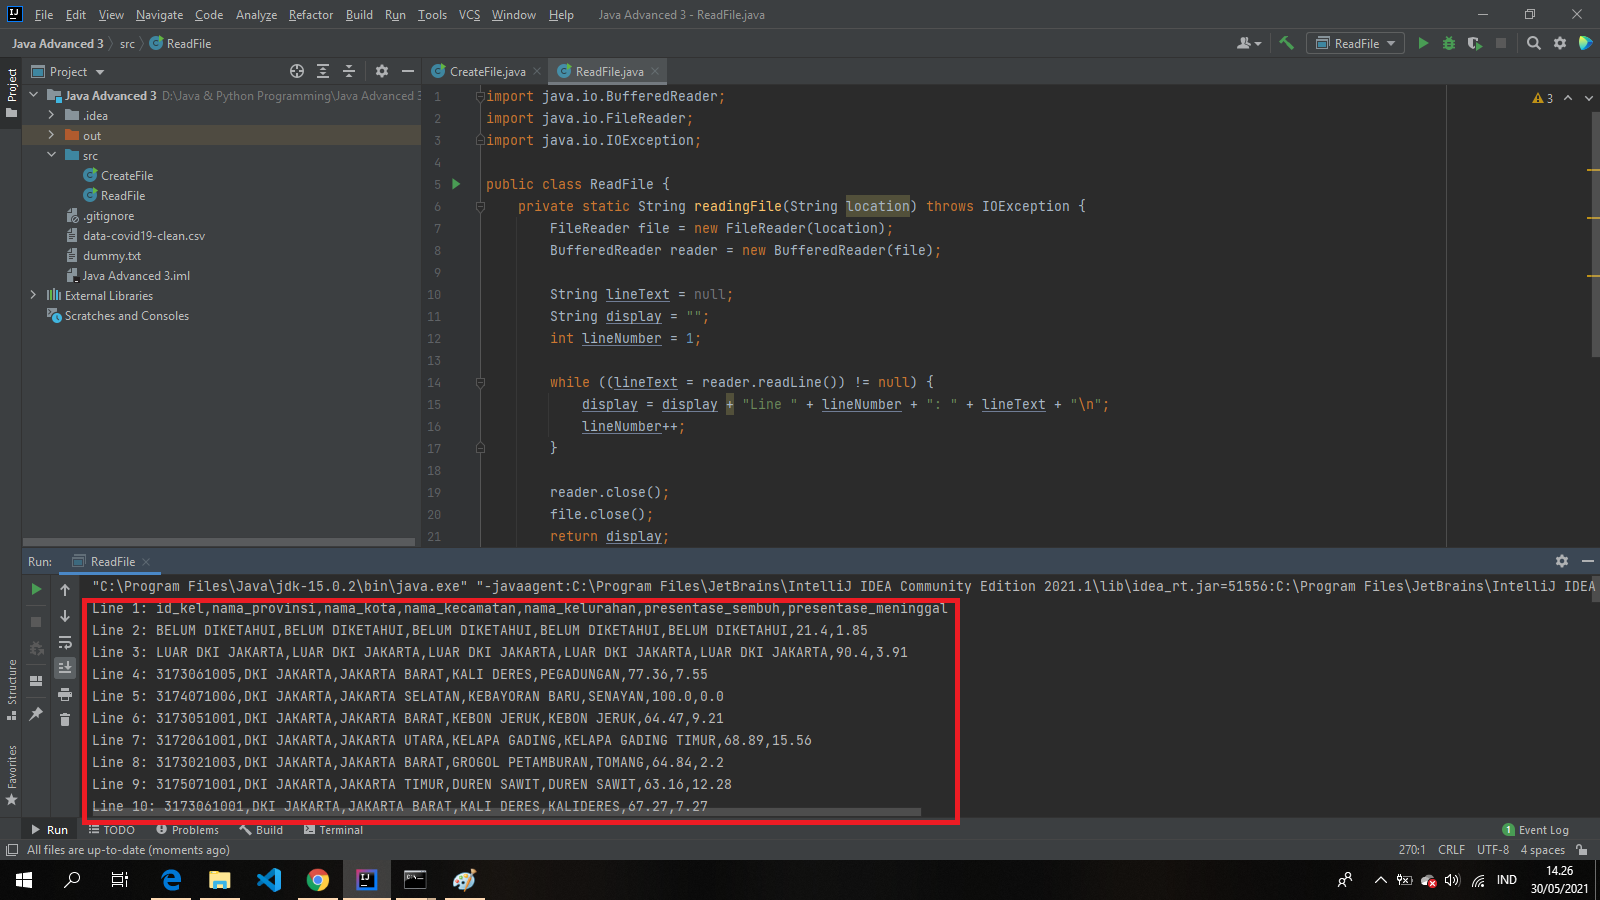 File Edit View Navigate Code Analyze Refactor Build Run Tools VCS Window Help Java Advanced 3 - ReadFile.java
Java Advanced 3 src ReadFile
ReadFile
Project
Project
Structure
Favorites
Java Advanced 3 D:\Java & Python Programming\Java Advanced 3
.idea
out
src
CreateFile
ReadFile
.gitignore
data-covid19-clean.csv
dummy.txt
Java Advanced 3.iml
External Libraries
Scratches and Consoles
CreateFile.java ReadFile.java
3
1 import java.io.BufferedReader;
2 import java.io.FileReader;
3 import java.io.IOException;
4
5 public class ReadFile {
6 private static String readingFile(String location) throws IOException {
7 FileReader file = new FileReader(location);
8 BufferedReader reader = new BufferedReader(file);
9
10 String lineText = null;
11 String display = "";
12 int lineNumber = 1;
13
14 while ((lineText = reader.readLine()) != null) {
15 display = display + "Line " + lineNumber + ": " + lineText + "\n";
16 lineNumber++;
17 }
18
19 reader.close();
20 file.close();
21 return display;
Run: ReadFile
"C:\Program Files\Java\jdk-15.0.2\bin\java.exe" "-javaagent:C:\Program Files\JetBrains\IntelliJ IDEA Community Edition 2021.1\lib\idea_rt.jar=51556:C:\Program Files\JetBrains\IntelliJ IDEA
Line 1: id_kel,nama_provinsi,nama_kota,nama_kecamatan,nama_kelurahan,presentase_sembuh,presentase_meninggal
Line 2: BELUM DIKETAHUI,BELUM DIKETAHUI,BELUM DIKETAHUI,BELUM DIKETAHUI,BELUM DIKETAHUI,21.4,1.85
Line 3: LUAR DKI JAKARTA,LUAR DKI JAKARTA,LUAR DKI JAKARTA,LUAR DKI JAKARTA,LUAR DKI JAKARTA,90.4,3.91
Line 4: 3173061005,DKI JAKARTA,JAKARTA BARAT,KALI DERES,PEGADUNGAN,77.36,7.55
Line 5: 3174071006,DKI JAKARTA,JAKARTA SELATAN,KEBAYORAN BARU,SENAYAN,100.0,0.0
Line 6: 3173051001,DKI JAKARTA,JAKARTA BARAT,KEBON JERUK,KEBON JERUK,64.47,9.21
Line 7: 3172061001,DKI JAKARTA,JAKARTA UTARA,KELAPA GADING,KELAPA GADING TIMUR,68.89,15.56
Line 8: 3173021003,DKI JAKARTA,JAKARTA BARAT,GROGOL PETAMBURAN,TOMANG,64.84,2.2
Line 9: 3175071001,DKI JAKARTA,JAKARTA TIMUR,DUREN SAWIT,DUREN SAWIT,63.16,12.28
Line 10: 3173061001,DKI JAKARTA,JAKARTA BARAT,KALI DERES,KALIDERES,67.27,7.27
Run TODO Problems Build Terminal 1 Event Log
All files are up-to-date (moments ago) 270:1 CRLF UTF-8 4 spaces
IND
14.26
30/05/2021